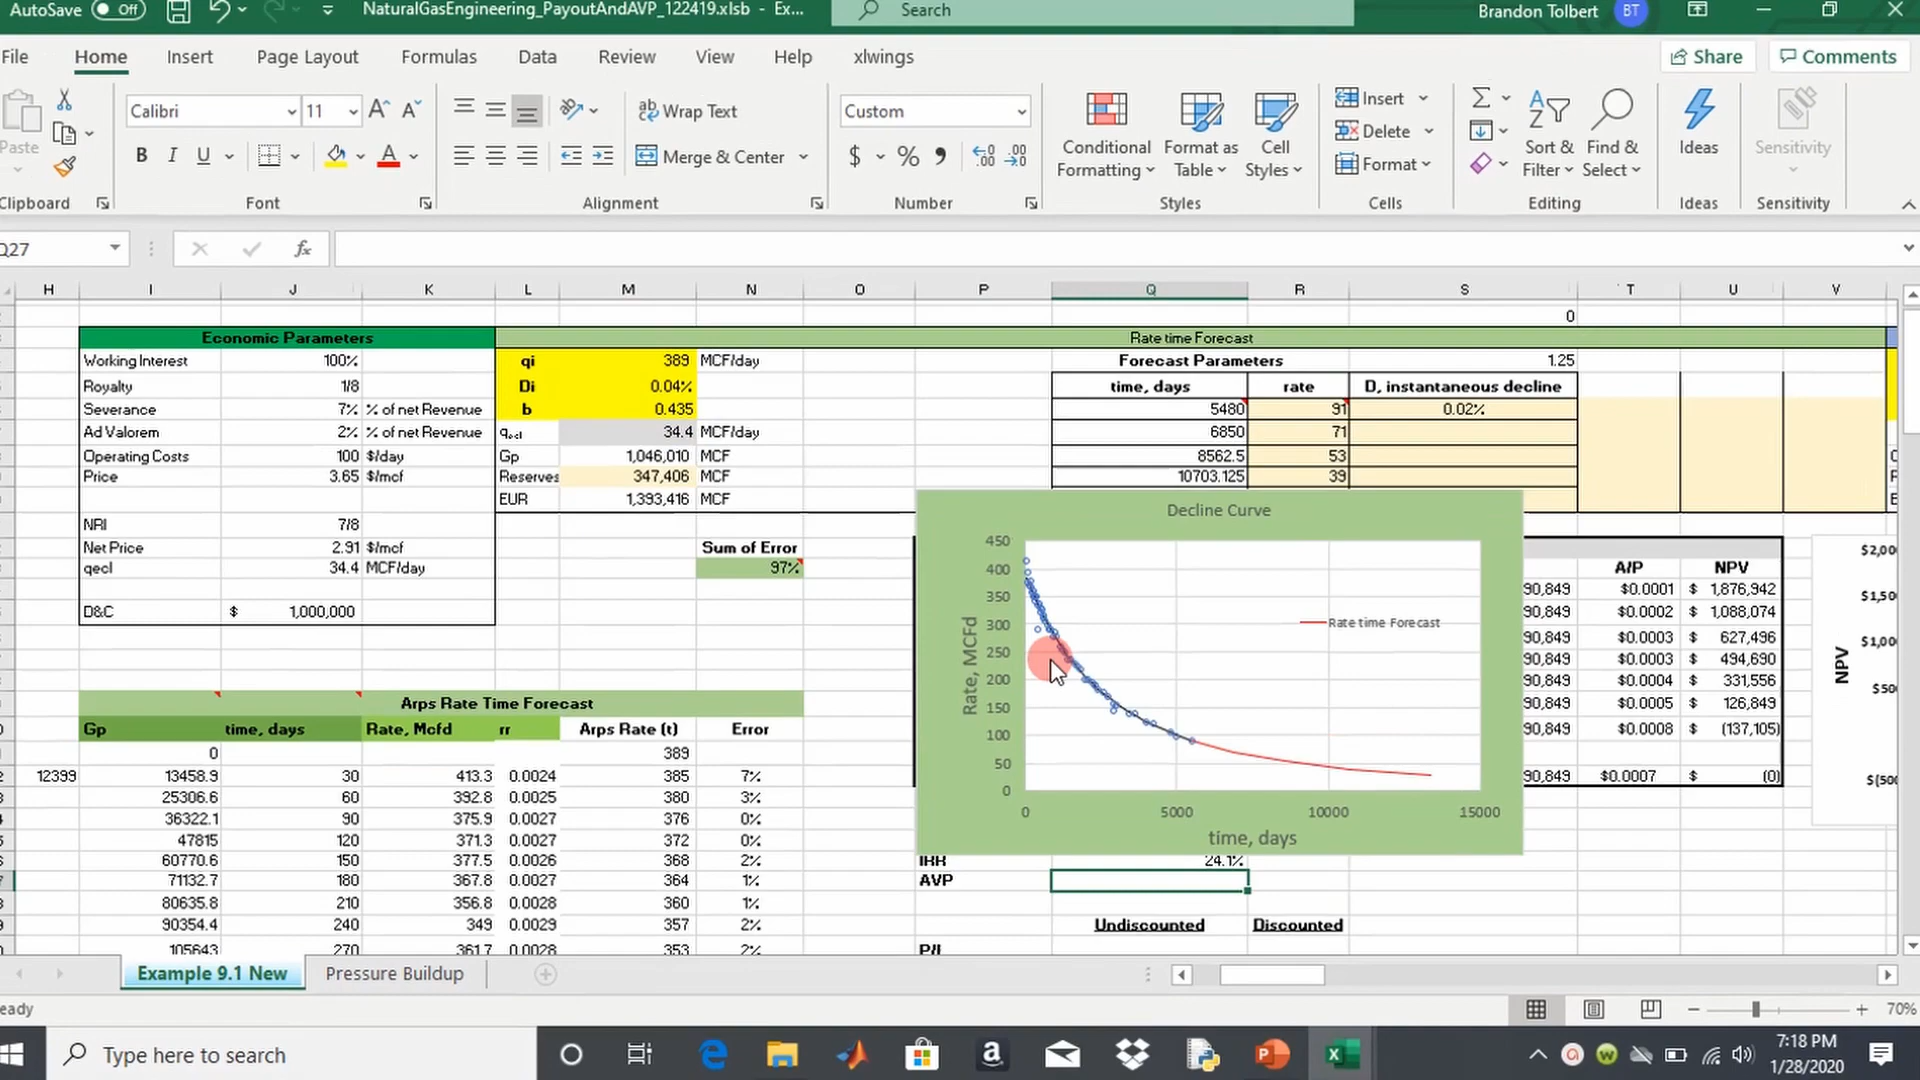 AutoSave Off NaturalGasEngineering_PayoutAndAVP_122419.xlsb - Ex... Search Brandon Tolbert BT
File Home Insert Page Layout Formulas Data Review View Help xlwings Share Comments
Paste Calibri 11 A A Wrap Text Custom Conditional Formatting Format as Table Cell Styles Insert Delete Format Sort & Filter Find & Select Ideas Sensitivity
B I U A Merge & Center $ % ,
Clipboard Font Alignment Number Styles Cells Editing Ideas Sensitivity
Q27 fx
H I J K L M N O P Q R S T U V
0
Economic Parameters Rate time Forecast
Working Interest 100% qi 389 MCF/day Forecast Parameters 1.25
Royalty 1/8 Di 0.04% time, days rate D, instantaneous decline
Severance 7% % of net Revenue b 0.435 5480 91 0.02%
Ad Valorem 2% % of net Revenue qecl 34.4 MCF/day 6850 71
Operating Costs 100 $/day Gp 1,046,010 MCF 8562.5 53
Price 3.65 $/mcf Reserves 347,406 MCF 10703.125 39
EUR 1,393,416 MCF
NRI 7/8
Net Price 2.91 $/mcf Sum of Error
qecl 34.4 MCF/day 97%
D&C $ 1,000,000
Decline Curve
450
400
350
300
250
200
150
100
50
0
0 5000 10000 15000
Rate, MCFd
time, days
Rate time Forecast
A/P NPV
90,849 $0.0001 $ 1,876,942
90,849 $0.0002 $ 1,088,074
90,849 $0.0003 $ 627,496
90,849 $0.0003 $ 494,690
90,849 $0.0004 $ 331,556
90,849 $0.0005 $ 126,849
90,849 $0.0008 $ (137,105)
90,849 $0.0007 $ (0)
NPV
$2,00
$1,50
$1,00
$50
$(500
Arps Rate Time Forecast
Gp time, days Rate, Mcfd rr Arps Rate (t) Error
0 389
12399 13458.9 30 413.3 0.0024 385 7%
25306.6 60 392.8 0.0025 380 3%
36322.1 90 375.9 0.0027 376 0%
47815 120 371.3 0.0027 372 0%
60770.6 150 377.5 0.0026 368 2% IRR 24.1%
71132.7 180 367.8 0.0027 364 1% AVP
80635.8 210 356.8 0.0028 360 1%
90354.4 240 349 0.0029 357 2% Undiscounted Discounted
105643 270 361.7 0.0028 353 2% P/I
Example 9.1 New Pressure Buildup
eady 70%
Type here to search 7:18 PM
1/28/2020